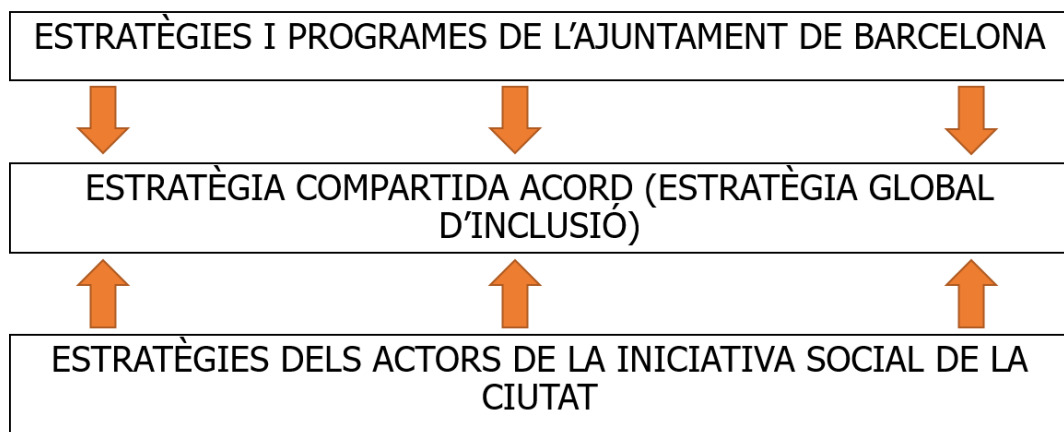 ESTRATÈGIES I PROGRAMES DE L’AJUNTAMENT DE BARCELONA
ESTRATÈGIA COMPARTIDA ACORD (ESTRATÈGIA GLOBAL
D’INCLUSIÓ)
ESTRATÈGIES DELS ACTORS DE LA INICIATIVA SOCIAL DE LA
CIUTAT